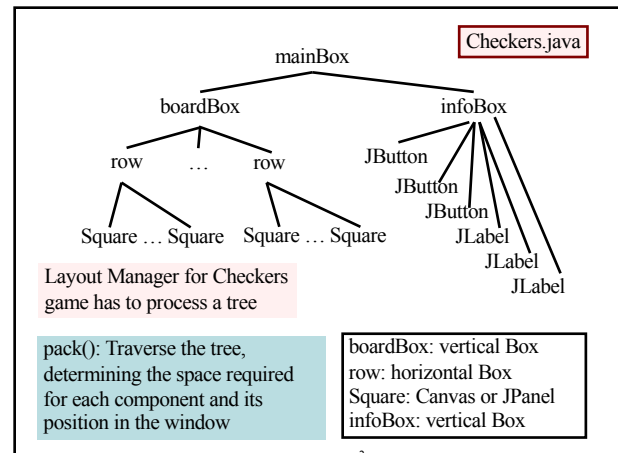 Checkers.java
mainBox
boardBox
infoBox
row
…
row
JButton
JButton
JButton
JLabel
JLabel
JLabel
Square … Square
Square … Square
Layout Manager for Checkers
game has to process a tree
pack(): Traverse the tree,
determining the space required
for each component and its
position in the window
boardBox: vertical Box
row: horizontal Box
Square: Canvas or JPanel
infoBox: vertical Box